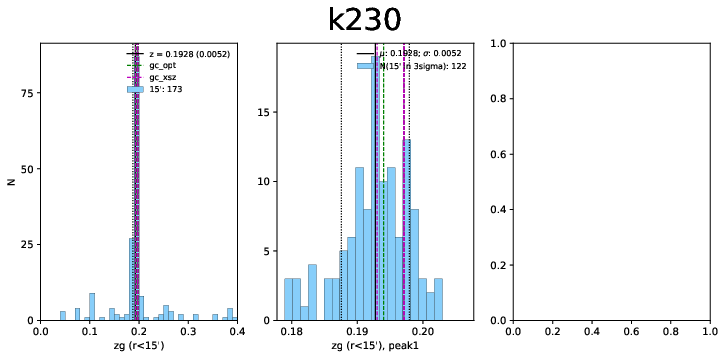 k230
z = 0.1928 (0.0052)
gc_opt
gc_xsz
15': 173
N
0
25
50
75
0.0 0.1 0.2 0.3 0.4
zg (r<15')
μ: 0.1928; σ: 0.0052
N(15' in 3sigma): 122
0
5
10
15
0.18 0.19 0.20
zg (r<15'), peak1
1.0
0.8
0.6
0.4
0.2
0.0
0.0 0.2 0.4 0.6 0.8 1.0